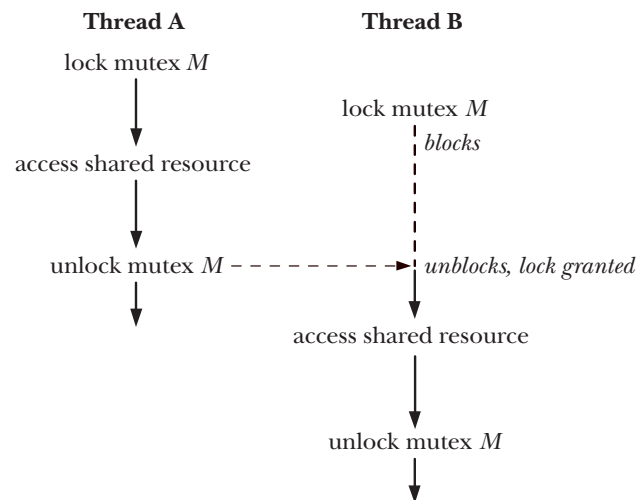 Thread A
Thread B
lock mutex M
lock mutex M
blocks
access shared resource
unlock mutex M
unblocks, lock granted
access shared resource
unlock mutex M